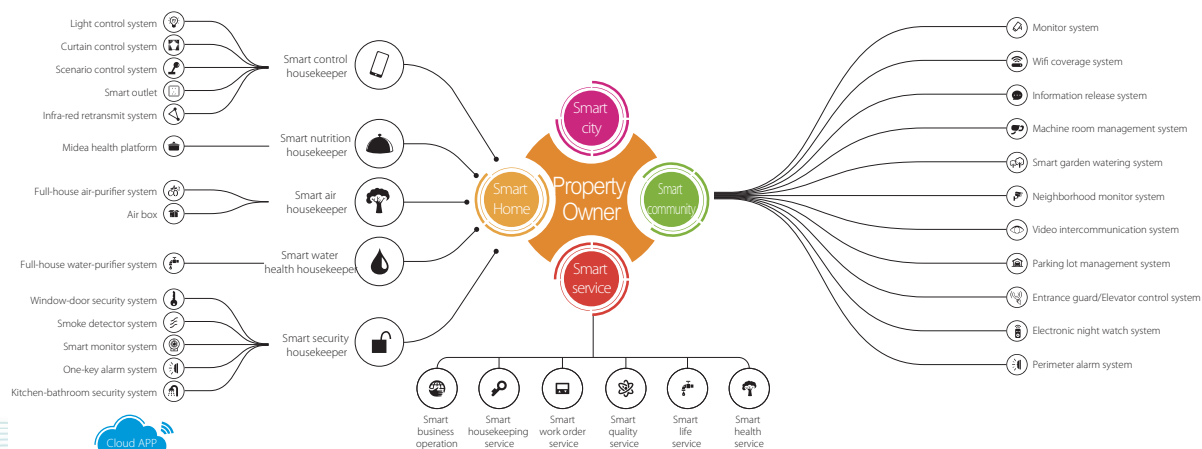 Light control system
Curtain control system
Scenario control system
Smart outlet
Infra-red retransmit system
Midea health platform
Full-house air-purifier system
CO
Air box
Full-house water-purifier system
Window-door security system
Smoke detector system
Smart monitor system
One-key alarm system
Kitchen-bathroom security system
Smart control
housekeeper
Smart nutrition
housekeeper
Smart air
housekeeper
Smart water
health housekeeper
Smart security
housekeeper
Smart
city
Smart
Home
Property
Owner
Smart
community
Smart
service
Smart
business
operation
Smart
housekeeping
service
Smart
work order
service
Smart
quality
service
Smart
life
service
Smart
health
service
Monitor system
Wifi coverage system
Information release system
Machine room management system
Smart garden watering system
Neighborhood monitor system
Video intercommunication system
Parking lot management system
Entrance guard/Elevator control system
Electronic night watch system
Perimeter alarm system
Cloud APP